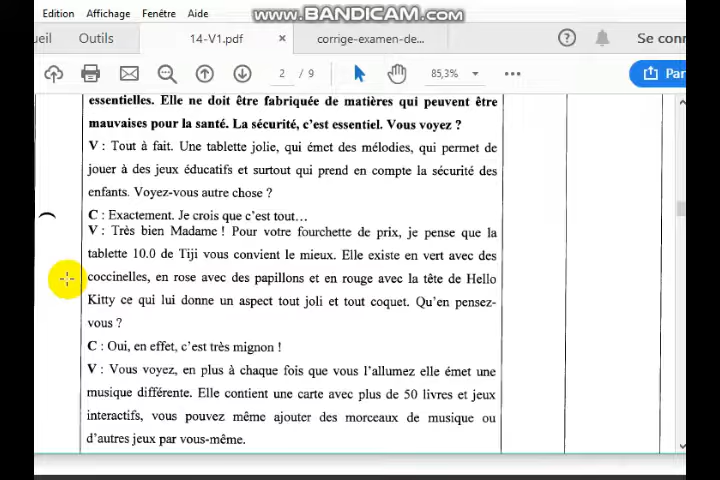 Edition Affichage Fenêtre Aide
www.BANDICAM.com
ueil Outils 14-V1.pdf × corrige-examen-de... ? Se conn
2 / 9 85,3% ... Par
essentielles. Elle ne doit être fabriquée de matières qui peuvent être
mauvaises pour la santé. La sécurité, c'est essentiel. Vous voyez ?
V : Tout à fait. Une tablette jolie, qui émet des mélodies, qui permet de
jouer à des jeux éducatifs et surtout qui prend en compte la sécurité des
enfants. Voyez-vous autre chose ?
C : Exactement. Je crois que c'est tout…
V : Très bien Madame ! Pour votre fourchette de prix, je pense que la
tablette 10.0 de Tiji vous convient le mieux. Elle existe en vert avec des
coccinelles, en rose avec des papillons et en rouge avec la tête de Hello
Kitty ce qui lui donne un aspect tout joli et tout coquet. Qu'en pensez-
vous ?
C : Oui, en effet, c'est très mignon !
V : Vous voyez, en plus à chaque fois que vous l'allumez elle émet une
musique différente. Elle contient une carte avec plus de 50 livres et jeux
interactifs, vous pouvez même ajouter des morceaux de musique ou
d'autres jeux par vous-même.